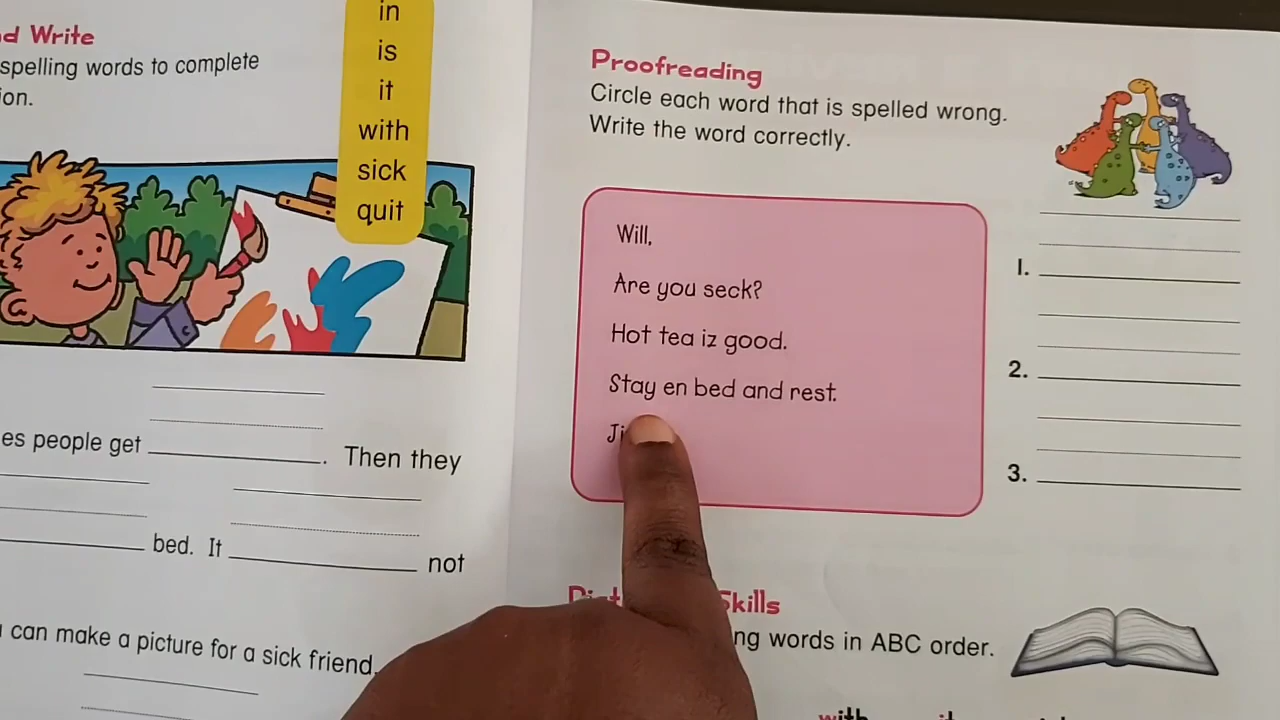 Write
spelling words to complete
in
is
it
with
sick
quit
es people get ____. Then they
bed. It ____ not
can make a picture for a sick friend.
Proofreading
Circle each word that is spelled wrong.
Write the word correctly.
Will,
Are you seck?
Hot tea iz good.
Stay en bed and rest.
1.
2.
3.
Skills
words in ABC order.
with